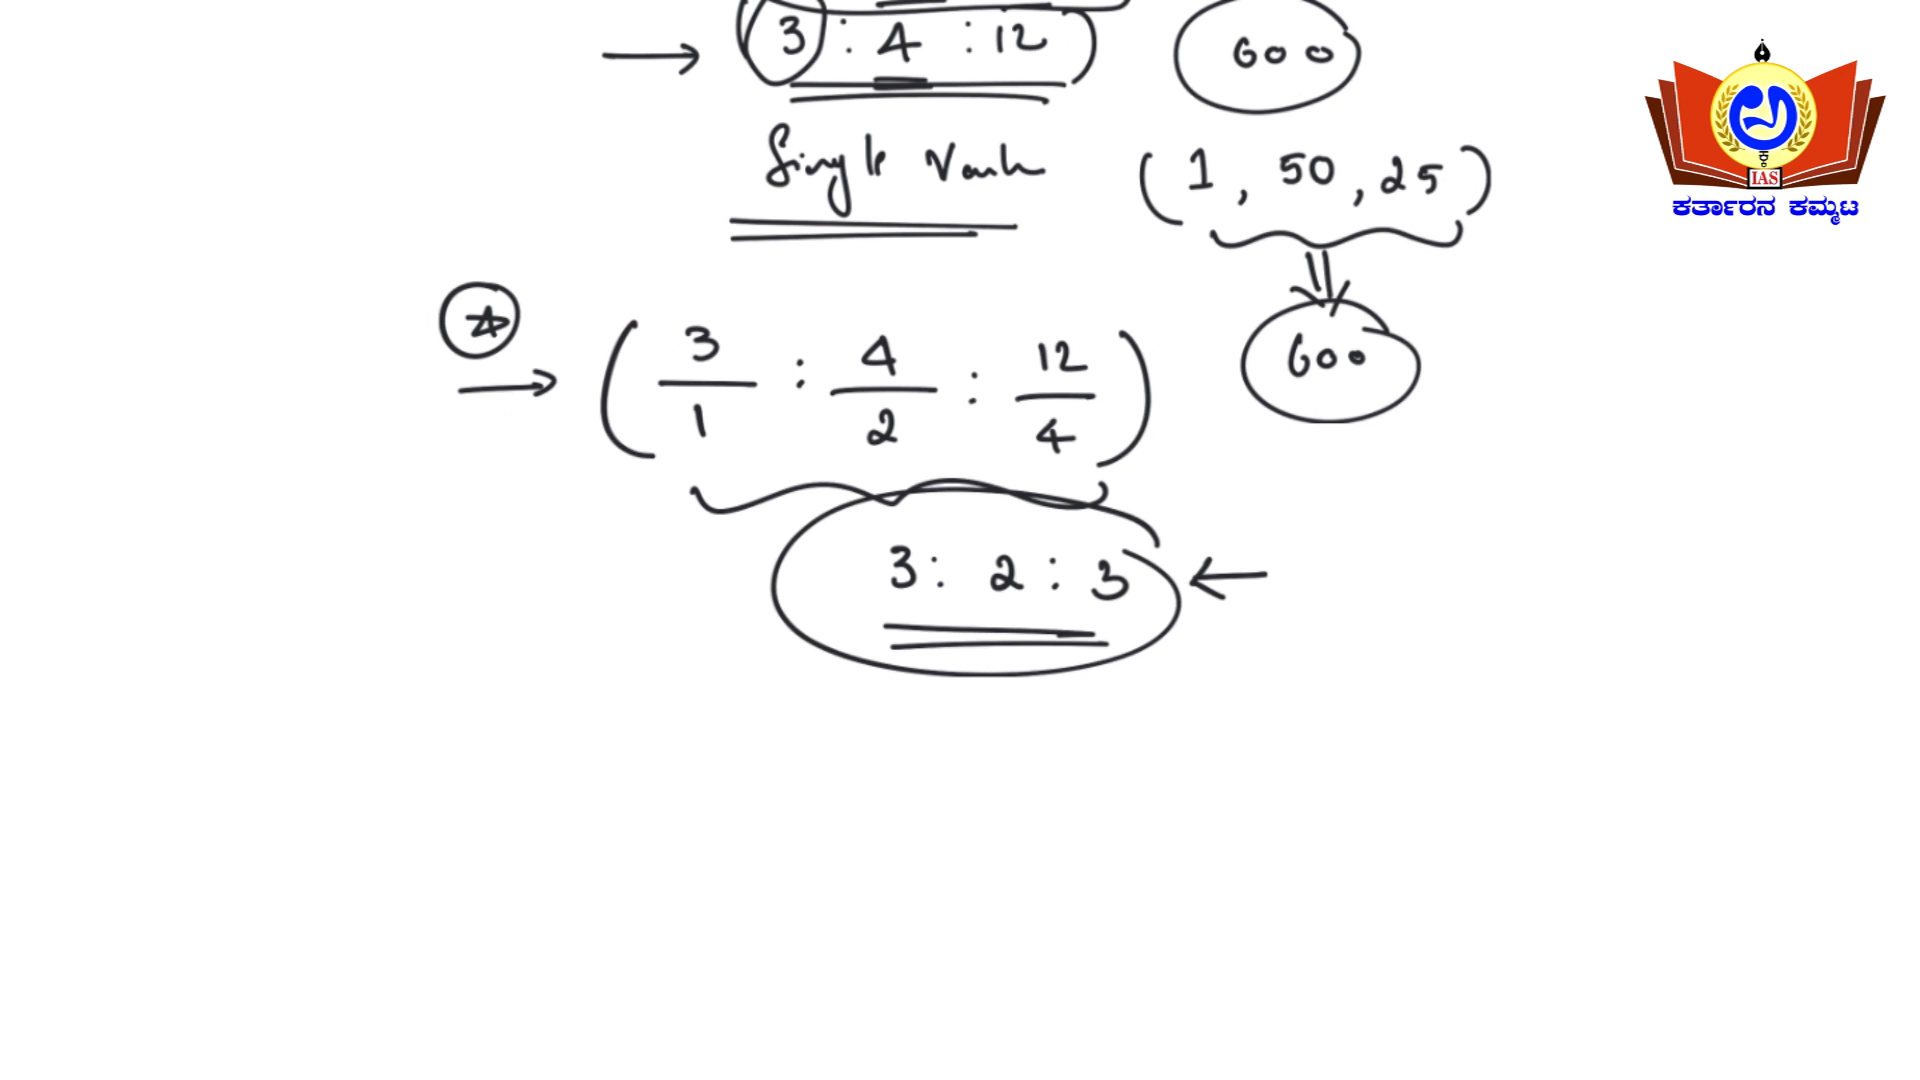 3 : 4 : 12
600
Single Vanh
(1, 50, 25)
600
(3/1 : 4/2 : 12/4)
3 : 2 : 3
ಅ
IAS
ಕರ್ತಾರನ ಕಮ್ಮಟ